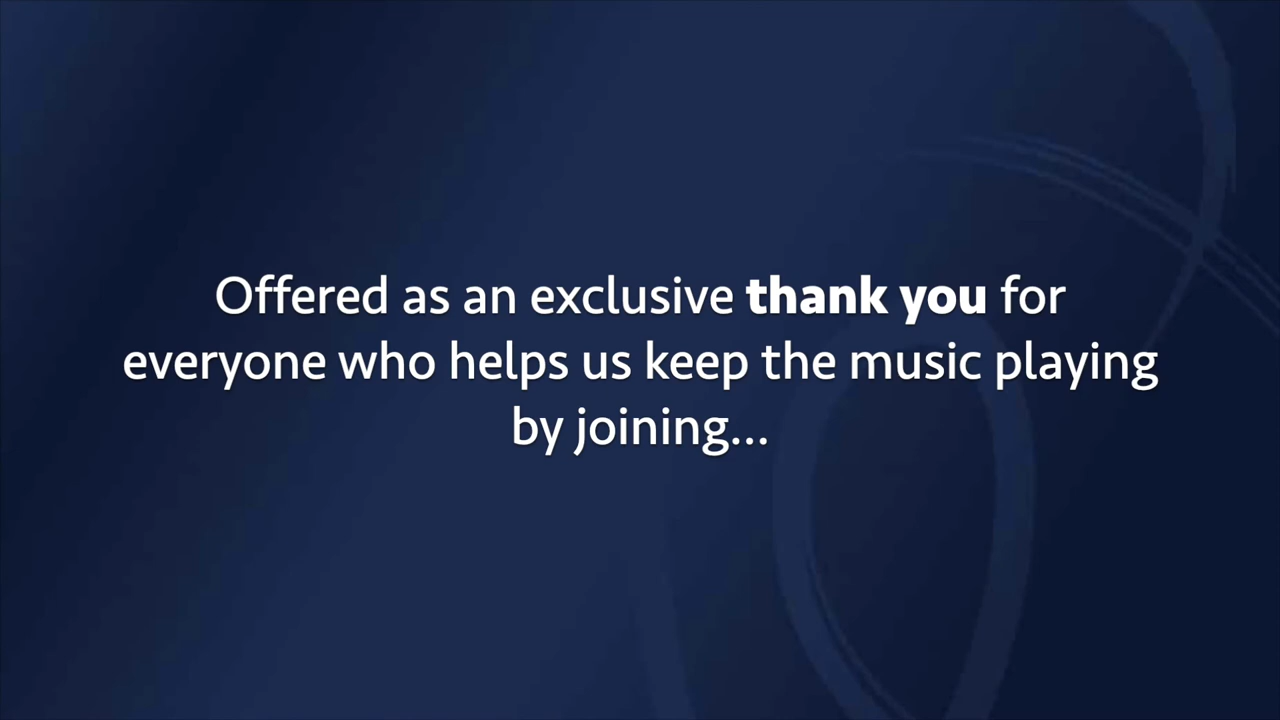 Offered as an exclusive thank you for
everyone who helps us keep the music playing
by joining...